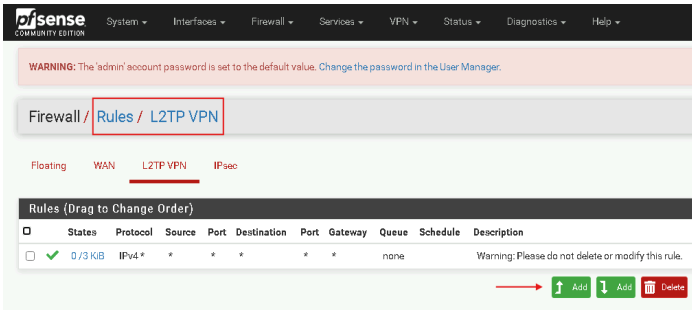 pfsense System Interfaces Firewall Services VPN Status Diagnostics Help
COMMUNITY EDITION
WARNING: The 'admin' account password is set to the default value. Change the password in the User Manager.
Firewall / Rules / L2TP VPN
Floating WAN L2TP VPN IPsec
Rules (Drag to Change Order)
States Protocol Source Port Destination Port Gateway Queue Schedule Description
0 /3 KiB IPv4 * * * * * * none Warning: Please do not delete or modify this rule.
Add Add Delete